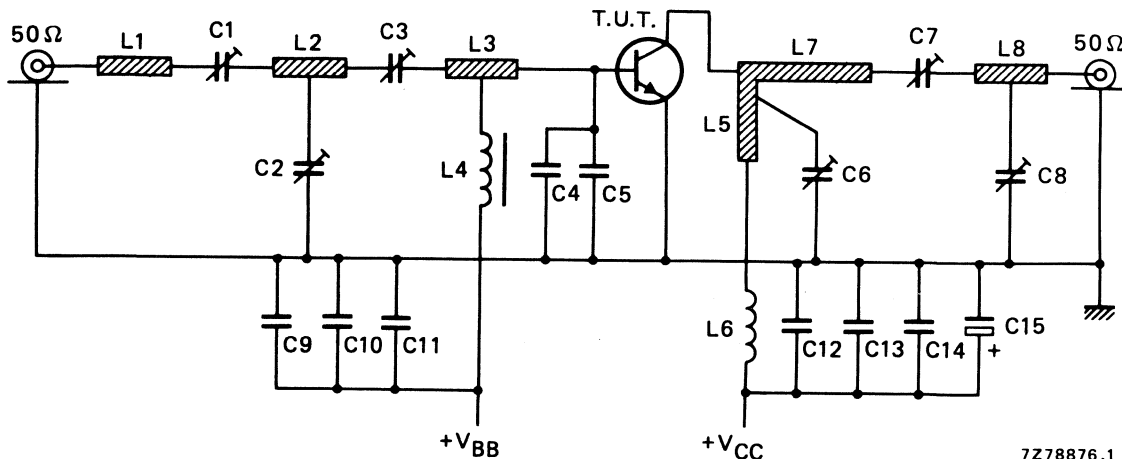 50Ω
L1
C1
L2
C3
L3
T.U.T.
L7
C7
L8
50Ω
L5
C2
L4
C4
C5
C6
C8
C9
C10
C11
L6
C12
C13
C14
C15
+
+VBB
+VCC
7Z78876.1